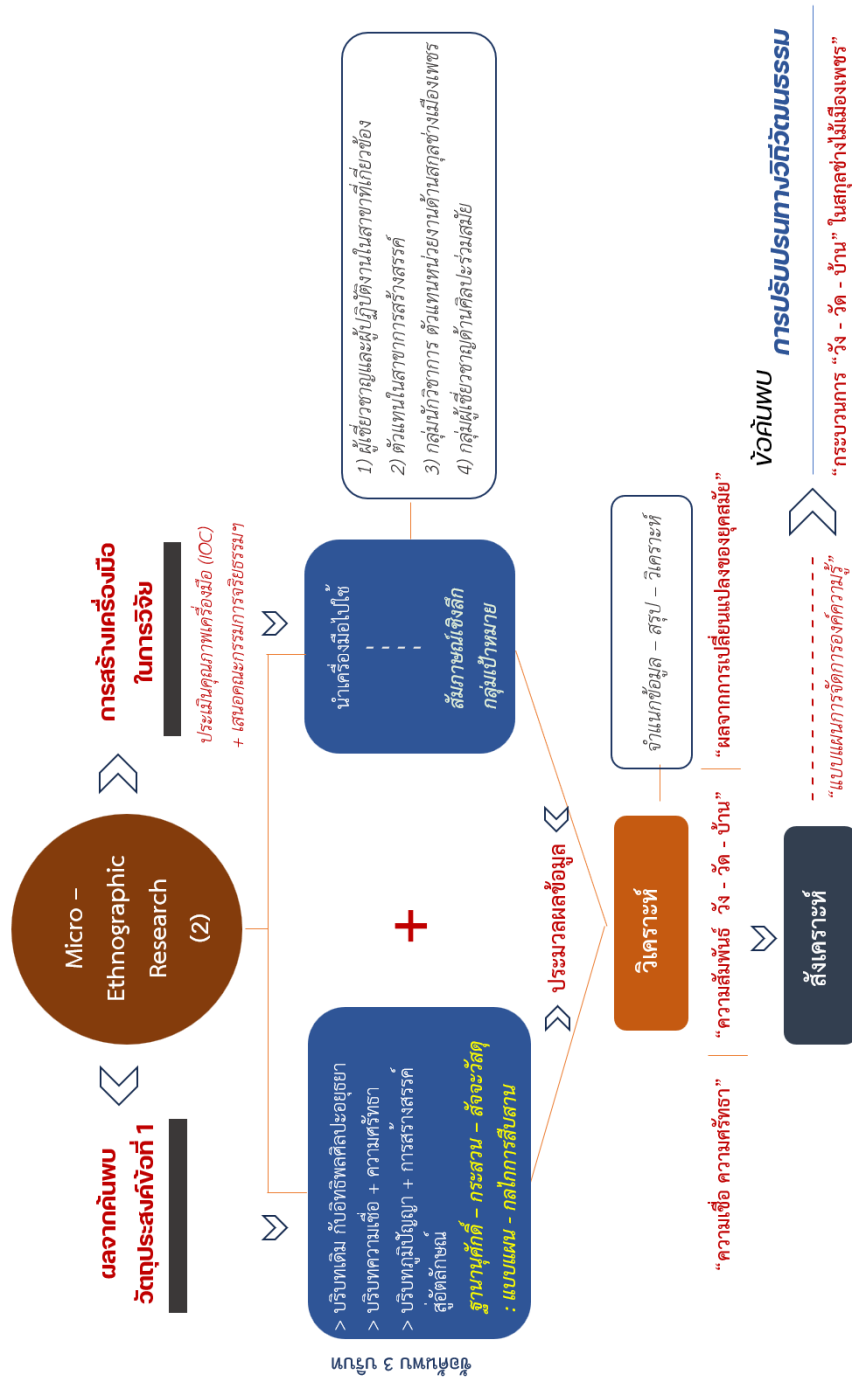 Micro –
Ethnographic
Research
(2)
ผลจากค้นพบ
วัตถุประสงค์ข้อที่ 1
การสร้างเครื่องมือ
ในการวิจัย
ประเมินคุณภาพเครื่องมือ (IOC)
+ เสนอคณะกรรมการจริยธรรมฯ
ข้อค้นพบ 3 บริบท
> บริบทเดิม กับอิทธิพลศิลปะอยุธยา
> บริบทความเชื่อ + ความศรัทธา
> บริบทภูมิปัญญา + การสร้างสรรค์
สู่อัตลักษณ์
ฐานานุศักดิ์ – กระสวน – สัจจะวัสดุ
: แบบแผน - กลไกการสืบสาน
+
นำเครื่องมือไปใช้
- - - -
สัมภาษณ์เชิงลึก
กลุ่มเป้าหมาย
1) ผู้เชี่ยวชาญและผู้ปฏิบัติงานในสาขาที่เกี่ยวข้อง
2) ตัวแทนในสาขาการสร้างสรรค์
3) กลุ่มนักวิชาการ ตัวแทนหน่วยงานด้านสกุลช่างเมืองเพชร
4) กลุ่มผู้เชี่ยวชาญด้านศิลปะร่วมสมัย
ประมวลผลข้อมูล
วิเคราะห์
จำแนกข้อมูล – สรุป – วิเคราะห์
“ความเชื่อ ความศรัทธา”
“ความสัมพันธ์ วัง - วัด - บ้าน”
“ผลจากการเปลี่ยนแปลงของยุคสมัย”
สังเคราะห์
“แบบแผนการจัดการองค์ความรู้”
ข้อค้นพบ
การปรับปรนทางวิถีวัฒนธรรม
“กระบวนการ “วัง - วัด - บ้าน” ในสกุลช่างไม้เมืองเพชร”